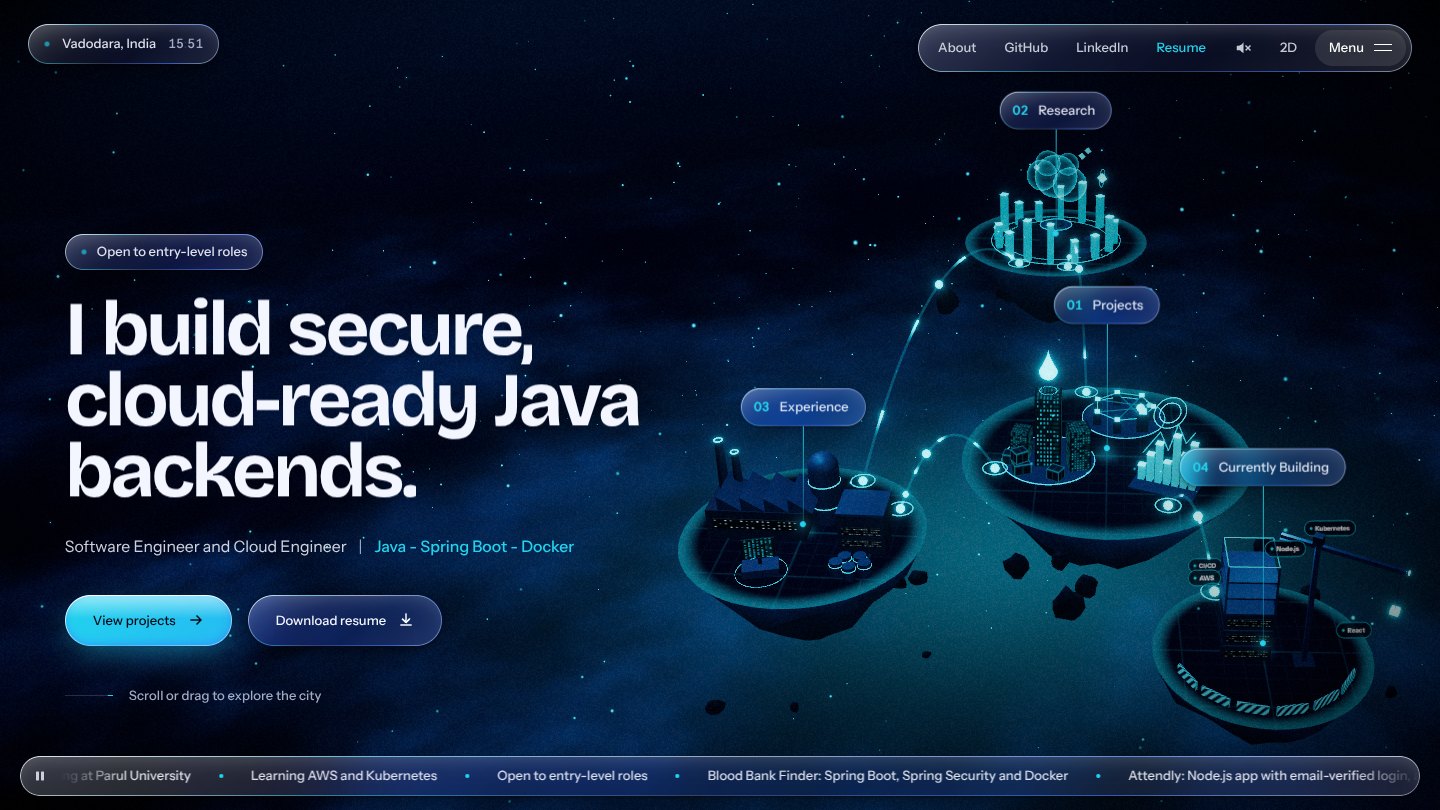 Vadodara, India 15 51
About GitHub LinkedIn Resume 2D Menu
02 Research
Open to entry-level roles
01 Projects
I build secure,
cloud-ready Java
backends.
03 Experience
04 Currently Building
Kubernetes
Node.js
CI/CD
AWS
React
Software Engineer and Cloud Engineer | Java - Spring Boot - Docker
View projects
Download resume
Scroll or drag to explore the city
at Parul University • Learning AWS and Kubernetes • Open to entry-level roles • Blood Bank Finder: Spring Boot, Spring Security and Docker • Attendly: Node.js app with email-verified login,